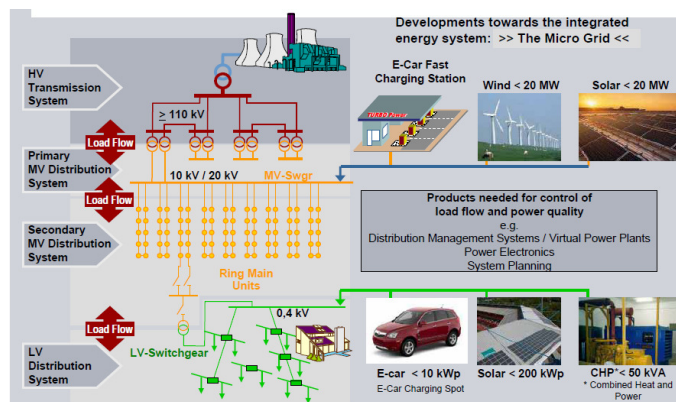 Developments towards the integrated
energy system: >> The Micro Grid <<
HV
Transmission
System
> 110 kV
E-Car Fast
Charging Station
Wind < 20 MW
Solar < 20 MW
Load Flow
Primary
MV Distribution
System
10 kV / 20 kV
MV-Swgr
Load Flow
Secondary
MV Distribution
System
Products needed for control of
load flow and power quality
e.g.
Distribution Management Systems / Virtual Power Plants
Power Electronics
System Planning
Ring Main
Units
0,4 kV
Load Flow
LV-Switchgear
LV
Distribution
System
E-car < 10 kWp
E-Car Charging Spot
Solar < 200 kWp
CHP*< 50 kVA
* Combined Heat and
Power